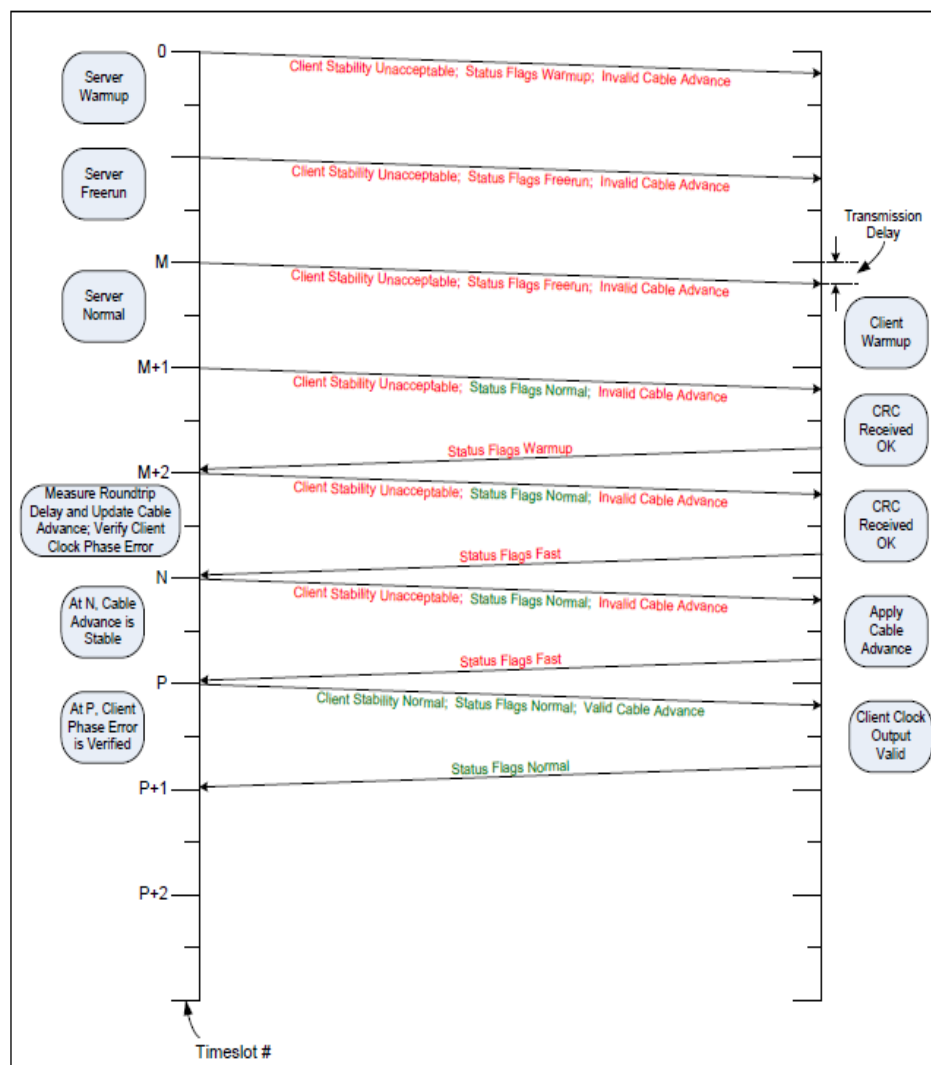 0
Client Stability Unacceptable; Status Flags Warmup; Invalid Cable Advance
Server
Warmup
Server
Freerun
Client Stability Unacceptable; Status Flags Freerun; Invalid Cable Advance
Transmission
Delay
M
Client Stability Unacceptable; Status Flags Freerun; Invalid Cable Advance
Server
Normal
Client
Warmup
M+1
Client Stability Unacceptable; Status Flags Normal; Invalid Cable Advance
CRC
Received
OK
Status Flags Warmup
M+2
Client Stability Unacceptable; Status Flags Normal; Invalid Cable Advance
Measure Roundtrip
Delay and Update Cable
Advance; Verify Client
Clock Phase Error
CRC
Received
OK
Status Flags Fast
N
Client Stability Unacceptable; Status Flags Normal; Invalid Cable Advance
At N, Cable
Advance is
Stable
Apply
Cable
Advance
Status Flags Fast
P
Client Stability Normal; Status Flags Normal; Valid Cable Advance
At P, Client
Phase Error
is Verified
Client Clock
Output
Valid
Status Flags Normal
P+1
P+2
Timeslot #